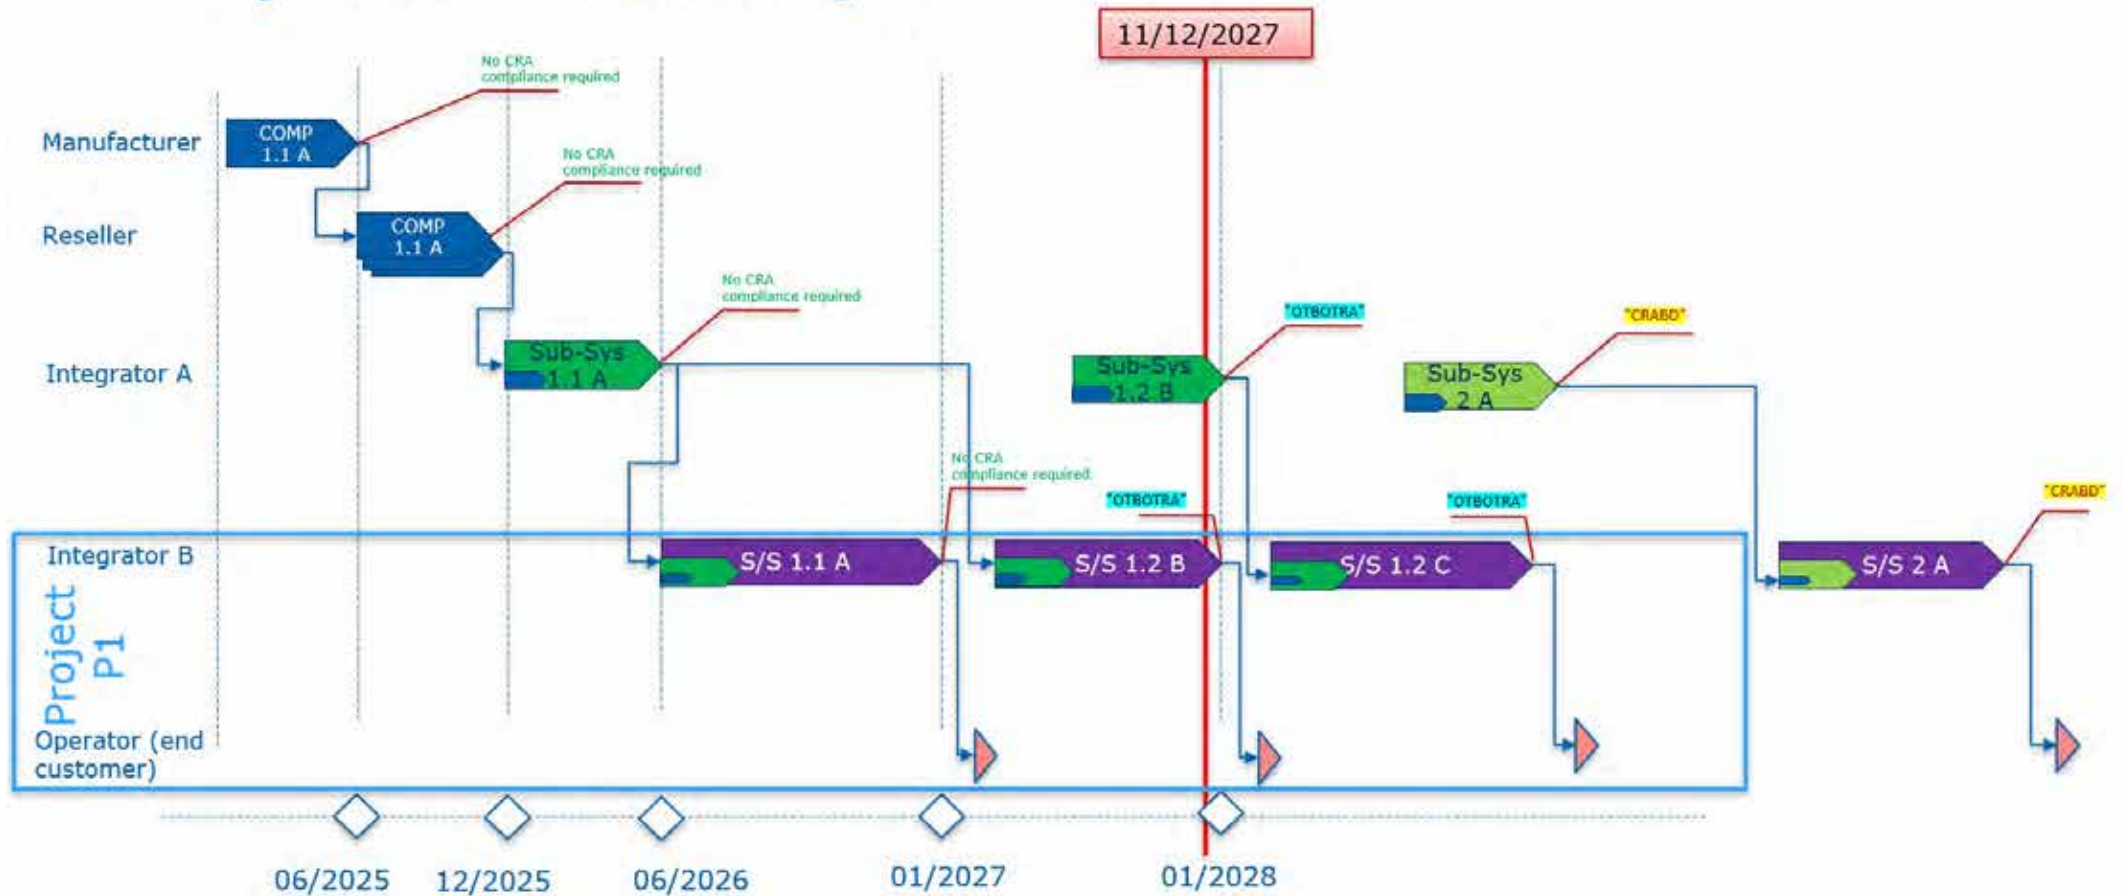 11/12/2027
No CRA
compliance required
Manufacturer
COMP
1.1 A
No CRA
compliance required
Reseller
COMP
1.1 A
No CRA
compliance required
"OTBOTRA"
"CRABD"
Integrator A
Sub-Sys
1.1 A
Sub-Sys
1.2 B
Sub-Sys
2 A
No CRA
compliance required
"OTBOTRA"
"OTBOTRA"
"CRABD"
Integrator B
S/S 1.1 A
S/S 1.2 B
S/S 1.2 C
S/S 2 A
Project
P1
Operator (end
customer)
06/2025
12/2025
06/2026
01/2027
01/2028